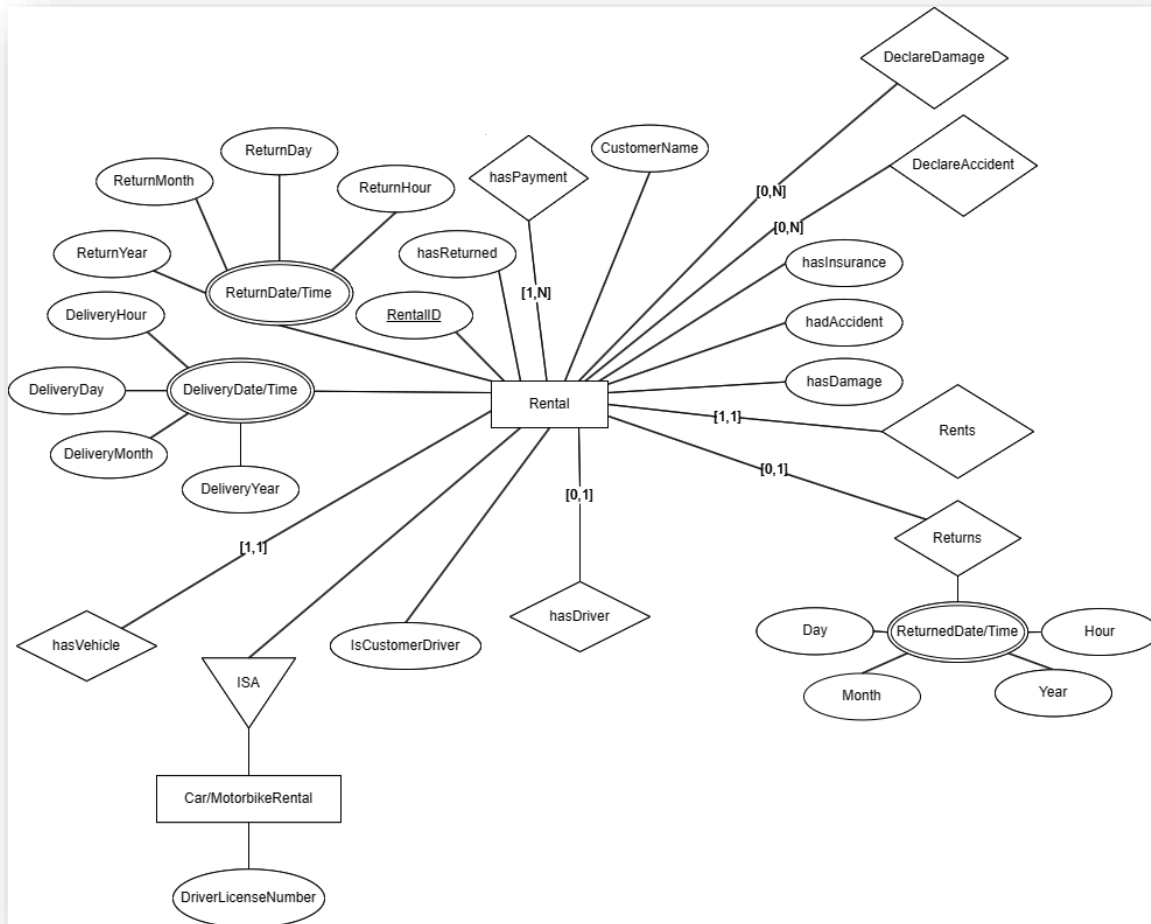 DeclareDamage
DeclareAccident
ReturnDay
CustomerName
hasPayment
ReturnMonth
ReturnHour
[0,N]
[0,N]
ReturnYear
hasReturned
hasInsurance
ReturnDate/Time
[1,N]
DeliveryHour
RentalID
hadAccident
DeliveryDay
DeliveryDate/Time
hasDamage
Rental
[1,1]
Rents
DeliveryMonth
[0,1]
DeliveryYear
[0,1]
Returns
[1,1]
hasDriver
Day
ReturnedDate/Time
Hour
hasVehicle
IsCustomerDriver
ISA
Month
Year
Car/MotorbikeRental
DriverLicenseNumber